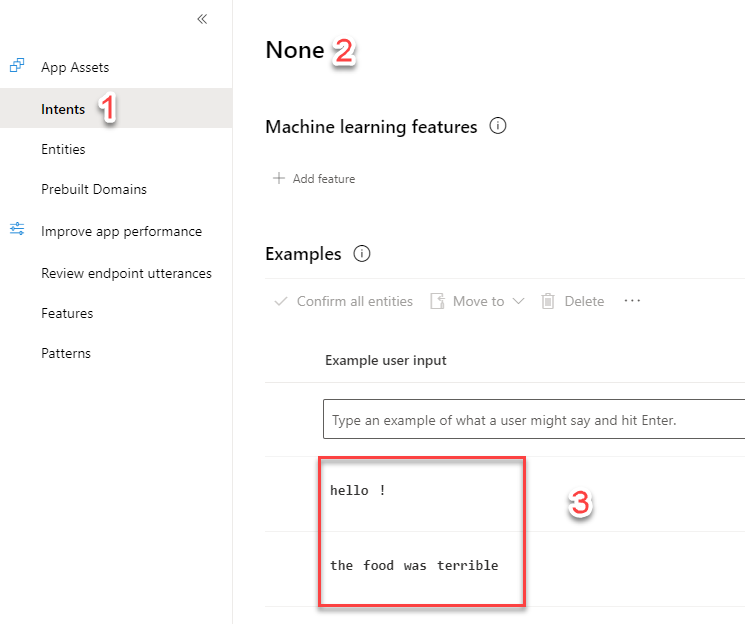 «
App Assets
Intents 1
Entities
Prebuilt Domains
Improve app performance
Review endpoint utterances
Features
Patterns
None 2
Machine learning features
+ Add feature
Examples
Confirm all entities Move to Delete ...
Example user input
Type an example of what a user might say and hit Enter.
hello !
3
the food was terrible